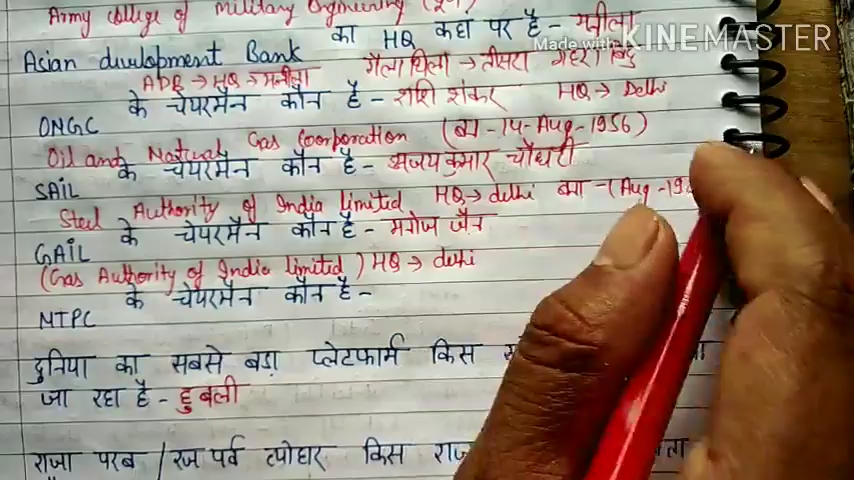 Army College of Military Engineering
Made with KINEMASTER
Asian development Bank का HQ कहा पर है - मनीला
ADB → HQ → मनीला → तीसरा
ONGC के चेयरमैन कौन है - शशि शंकर HQ → Delhi
Oil and Natural Gas Coorporation (बना - 14-Aug-1956)
SAIL के चेयरमैन कौन है - अजय कुमार चौधरी
Steel Authority of India limited HQ → delhi बना - (Aug -19
GAIL के चेयरमैन कौन है - मनोज जैन
(Gas Authority of India limited) HQ → delhi
NTPC के चेयरमैन कौन है -
दुनिया का सबसे बड़ा प्लेटफार्म किस
जा रहा है - हुबली
राजा परब / रज पर्व त्योहार किस